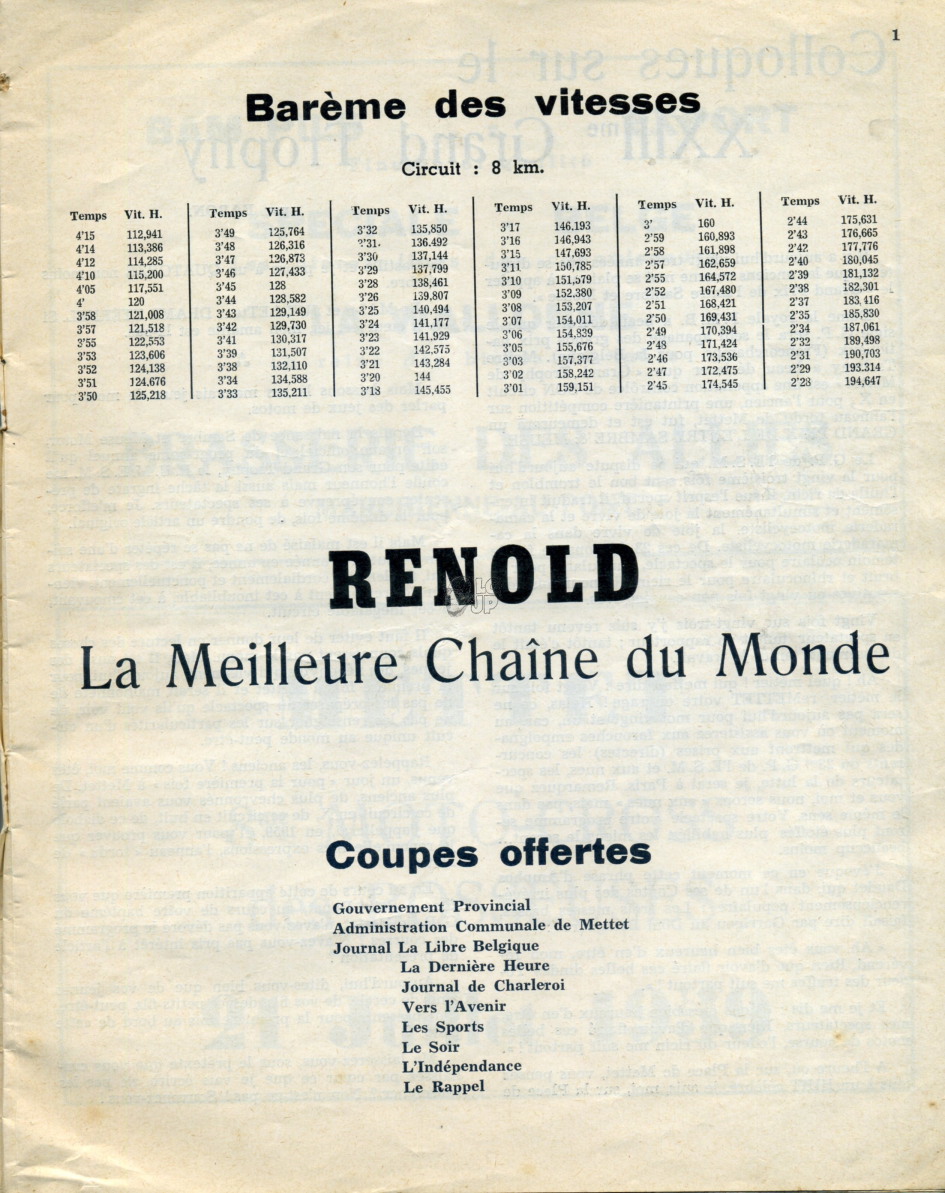 1
Barème des vitesses
Circuit : 8 km.
Temps Vit. H. Temps Vit. H. Temps Vit. H. Temps Vit. H. Temps Vit. H. Temps Vit. H.
4'15 112,941 3'49 125,764 3'32 135,850 3'17 146,193 3' 160 2'44 175,631
4'14 113,386 3'48 126,316 3'31 136.492 3'16 146,943 2'59 160,893 2'43 176,665
4'12 114,285 3'47 126,873 3'30 137,144 3'15 147,693 2'58 161,898 2'42 177,776
4'10 115,200 3'46 127,433 3'29 137,799 3'11 150,785 2'57 162,659 2'40 180,045
4'05 117,551 3'45 128 3'28 138,461 3'10 151,579 2'55 164,572 2'39 181,132
4' 120 3'44 128,582 3'26 139,807 3'09 152,380 2'52 167,480 2'38 182,301
3'58 121,008 3'43 129,149 3'25 140,494 3'08 153,207 2'51 168,421 2'37 183,416
3'57 121,518 3'42 129,730 3'24 141,177 3'07 154,011 2'50 169,431 2'35 185,830
3'55 122,553 3'41 130,317 3'23 141,929 3'06 154,839 2'49 170,394 2'34 187,061
3'53 123,606 3'39 131,507 3'22 142,575 3'05 155,676 2'48 171,424 2'32 189,498
3'52 124,138 3'38 132,110 3'21 143,284 3'03 157,377 2'46 173,536 2'31 190,703
3'51 124,676 3'34 134,588 3'20 144 3'02 158,242 2'47 172,475 2'29 193.314
3'50 125,218 3'33 135,211 3'18 145,455 3'01 159,151 2'45 174,545 2'28 194,647
RENOLD
La Meilleure Chaîne du Monde
Coupes offertes
Gouvernement Provincial
Administration Communale de Mettet
Journal La Libre Belgique
La Dernière Heure
Journal de Charleroi
Vers l'Avenir
Les Sports
Le Soir
L'Indépendance
Le Rappel